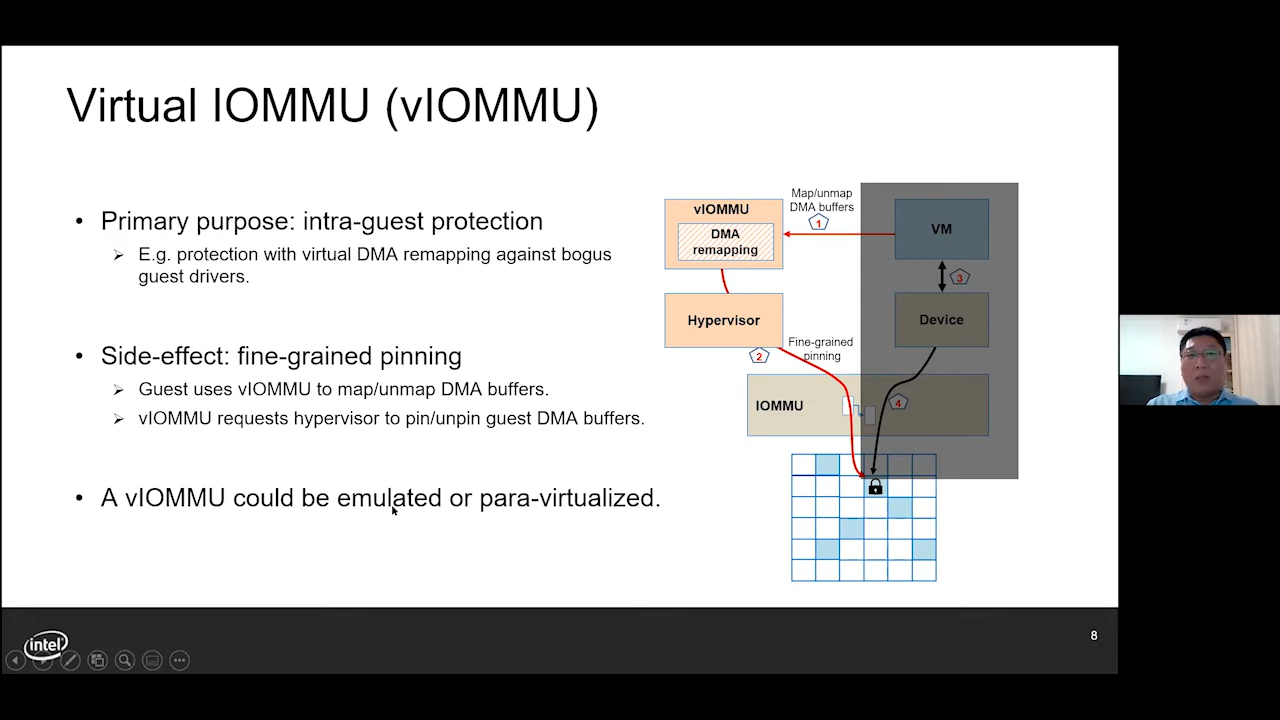 Virtual IOMMU (vIOMMU)
• Primary purpose: intra-guest protection
➢ E.g. protection with virtual DMA remapping against bogus
guest drivers.
• Side-effect: fine-grained pinning
➢ Guest uses vIOMMU to map/unmap DMA buffers.
➢ vIOMMU requests hypervisor to pin/unpin guest DMA buffers.
• A vIOMMU could be emulated or para-virtualized.
Map/unmap
DMA buffers
1
vIOMMU
DMA
remapping
VM
3
Hypervisor
Device
2
Fine-grained
pinning
IOMMU
4
intel
8